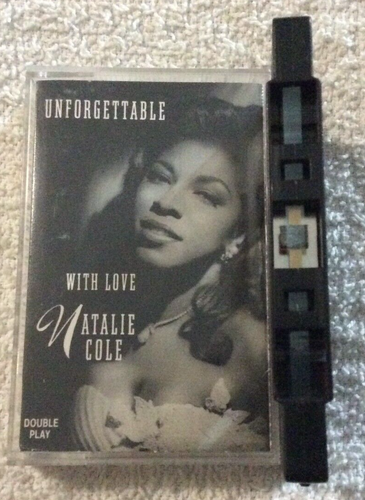 UNFORGETTABLE
WITH LOVE
NATALIE
COLE
DOUBLE
PLAY